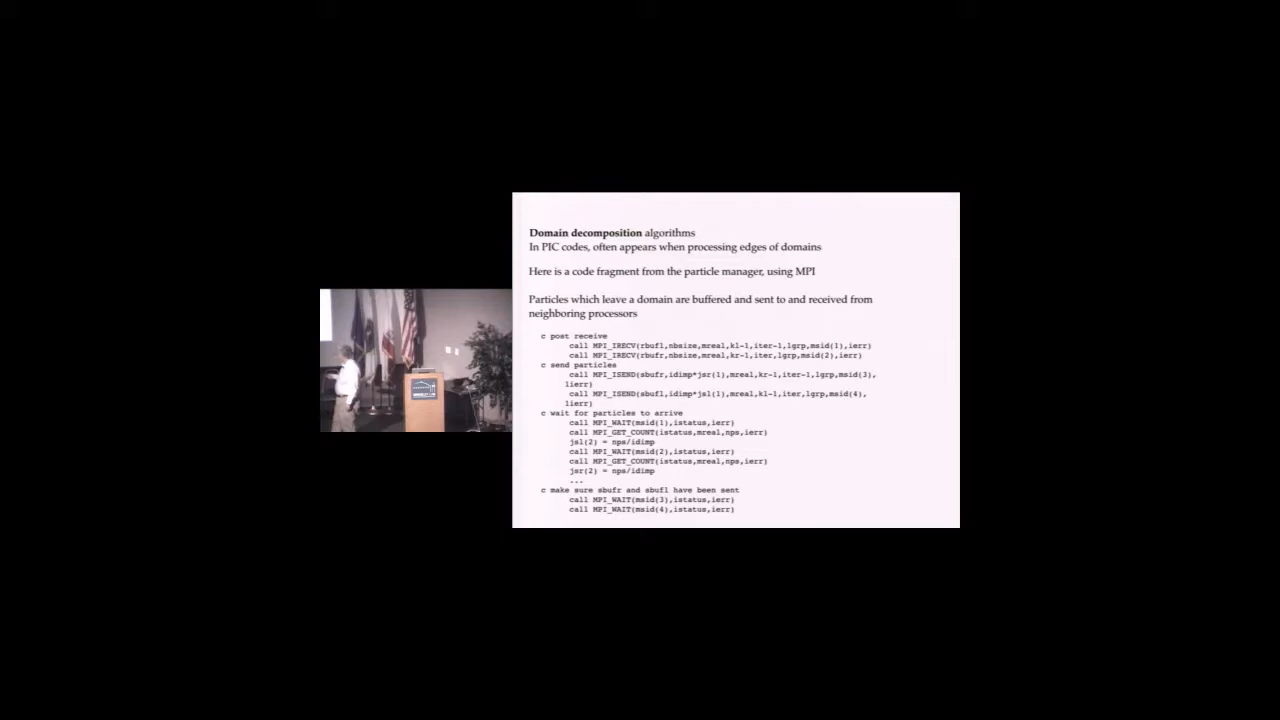 Domain decomposition algorithms
In PIC codes, often appears when processing edges of domains
Here is a code fragment from the particle manager, using MPI
Particles which leave a domain are buffered and sent to and received from
neighboring processors
c post receive
call MPI_IRECV(rbufl,nbsize,mreal,kl-1,iter-1,lgrp,msid(1),ierr)
call MPI_IRECV(rbufr,nbsize,mreal,kr-1,iter,lgrp,msid(2),ierr)
c send particles
call MPI_ISEND(sbufr,idimp*jsr(1),mreal,kr-1,iter-1,lgrp,msid(3),
1ierr)
call MPI_ISEND(sbufl,idimp*jsl(1),mreal,kl-1,iter,lgrp,msid(4),
1ierr)
c wait for particles to arrive
call MPI_WAIT(msid(1),istatus,ierr)
call MPI_GET_COUNT(istatus,mreal,nps,ierr)
jsl(2) = nps/idimp
call MPI_WAIT(msid(2),istatus,ierr)
call MPI_GET_COUNT(istatus,mreal,nps,ierr)
jsr(2) = nps/idimp
...
c make sure sbufr and sbufl have been sent
call MPI_WAIT(msid(3),istatus,ierr)
call MPI_WAIT(msid(4),istatus,ierr)